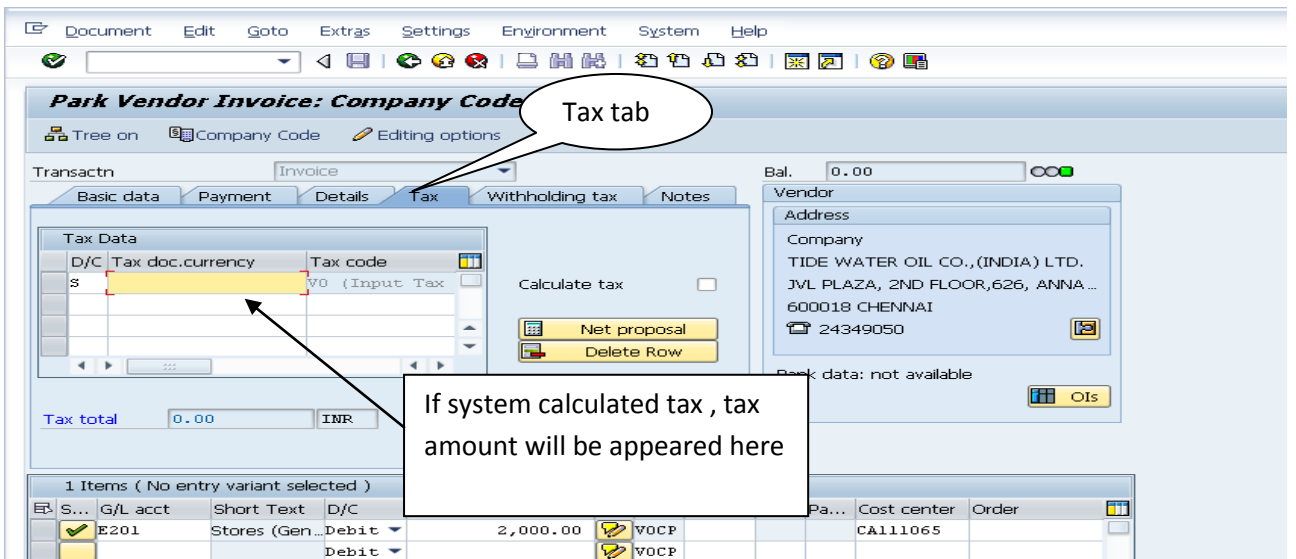 Document Edit Goto Extras Settings Environment System Help
Park Vendor Invoice: Company Code
Tax tab
Tree on Company Code Editing options
Transactn Invoice Bal. 0.00
Basic data Payment Details Tax Withholding tax Notes
Vendor
Address
Tax Data
Company
D/C Tax doc.currency Tax code
TIDE WATER OIL CO.,(INDIA) LTD.
S V0 (Input Tax
Calculate tax
JVL PLAZA, 2ND FLOOR,626, ANNA...
600018 CHENNAI
Net proposal
24349050
Delete Row
Bank data: not available
If system calculated tax , tax
amount will be appeared here
OIs
Tax total 0.00 INR
1 Items ( No entry variant selected )
S... G/L acct Short Text D/C Pa... Cost center Order
E201 Stores (Gen... Debit 2,000.00 VOCP CA111065
Debit VOCP